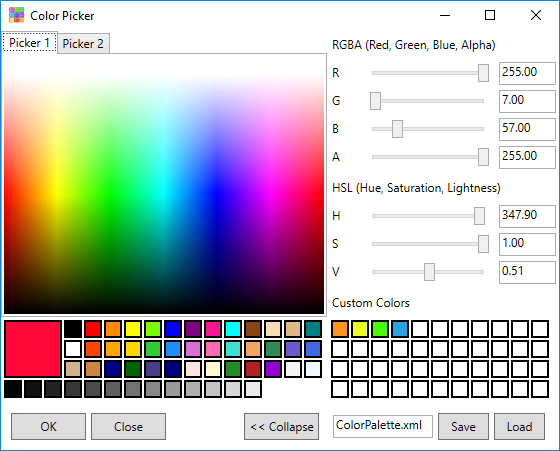 Color Picker
Picker 1 Picker 2
RGBA (Red, Green, Blue, Alpha)
R 255.00
G 7.00
B 57.00
A 255.00
HSL (Hue, Saturation, Lightness)
H 347.90
S 1.00
V 0.51
Custom Colors
OK Close << Collapse ColorPalette.xml Save Load